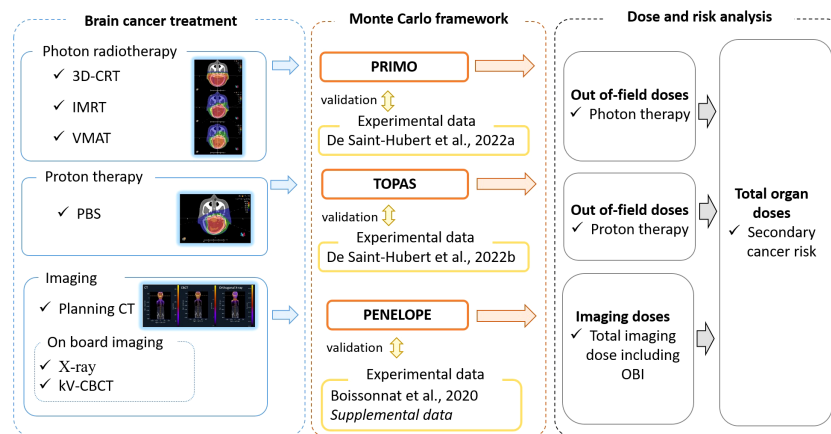 Brain cancer treatment
Photon radiotherapy
✓ 3D-CRT
✓ IMRT
✓ VMAT
Proton therapy
✓ PBS
Imaging
✓ Planning CT
On board imaging
✓ X-ray
✓ kV-CBCT
Monte Carlo framework
PRIMO
validation
Experimental data
De Saint-Hubert et al., 2022a
TOPAS
validation
Experimental data
De Saint-Hubert et al., 2022b
PENELOPE
validation
Experimental data
Boissonnat et al., 2020
Supplemental data
Dose and risk analysis
Out of-field doses
✓ Photon therapy
Out of-field doses
✓ Proton therapy
Imaging doses
✓ Total imaging
dose including
OBI
Total organ
doses
✓ Secondary
cancer risk